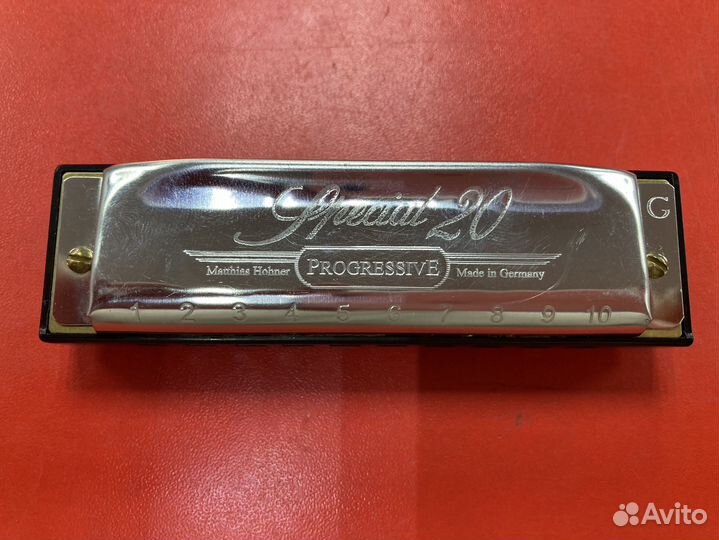 Special 20
G
Matthias Hohner PROGRESSIVE Made in Germany
1 2 3 4 5 6 7 8 9 10
Avito